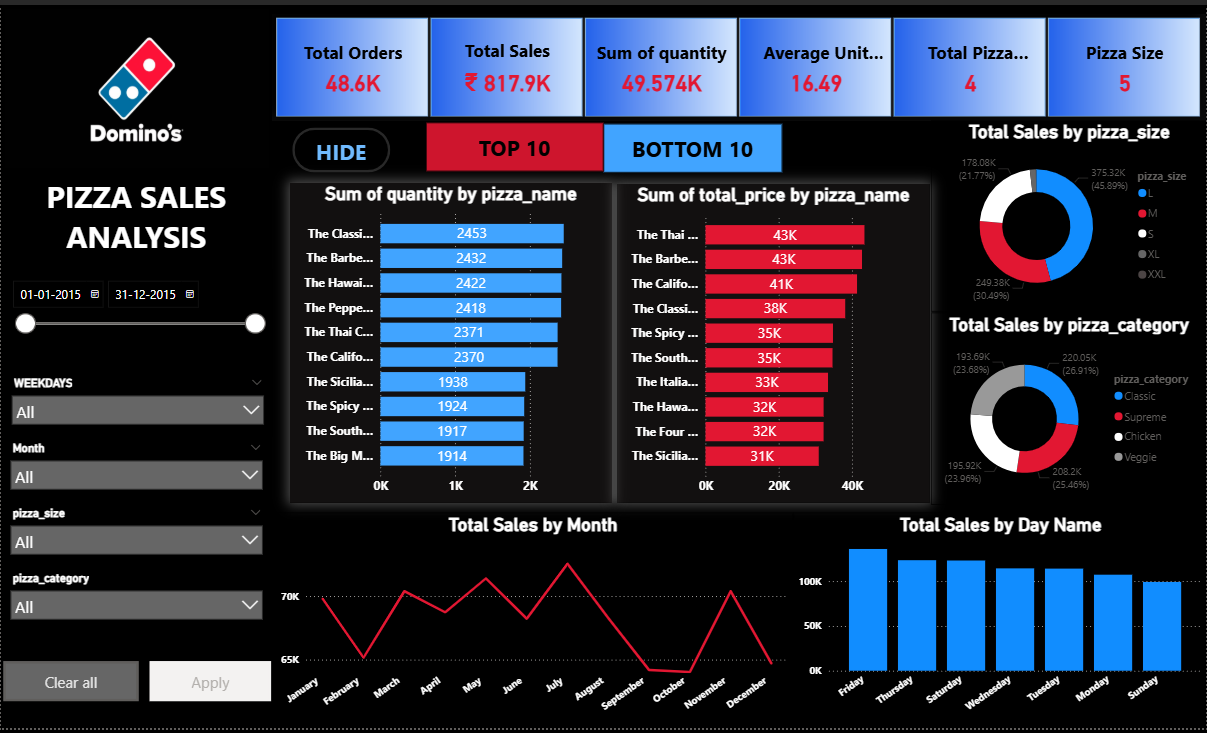 Domino's
PIZZA SALES
ANALYSIS
01-01-2015
31-12-2015
WEEKDAYS
All
Month
All
pizza_size
All
pizza_category
All
Clear all
Apply
Total Orders
48.6K
Total Sales
₹ 817.9K
Sum of quantity
49.574K
Average Unit...
16.49
Total Pizza...
4
Pizza Size
5
HIDE
TOP 10
BOTTOM 10
Sum of quantity by pizza_name
The Classi... 2453
The Barbe... 2432
The Hawai... 2422
The Peppe... 2418
The Thai C... 2371
The Califo... 2370
The Sicilia... 1938
The Spicy ... 1924
The South... 1917
The Big M... 1914
0K 1K 2K
Sum of total_price by pizza_name
The Thai ... 43K
The Barbe... 43K
The Califo... 41K
The Classi... 38K
The Spicy ... 35K
The South... 35K
The Italia... 33K
The Hawa... 32K
The Four ... 32K
The Sicilia... 31K
0K 20K 40K
Total Sales by pizza_size
178.08K
(21.77%)
375.32K
(45.89%)
249.38K
(30.49%)
pizza_size
L
M
S
XL
XXL
Total Sales by pizza_category
193.69K
(23.68%)
220.05K
(26.91%)
195.92K
(23.96%)
208.2K
(25.46%)
pizza_category
Classic
Supreme
Chicken
Veggie
Total Sales by Month
70K
65K
January February March April May June July August September October November December
Total Sales by Day Name
100K
50K
0K
Friday Thursday Saturday Wednesday Tuesday Monday Sunday